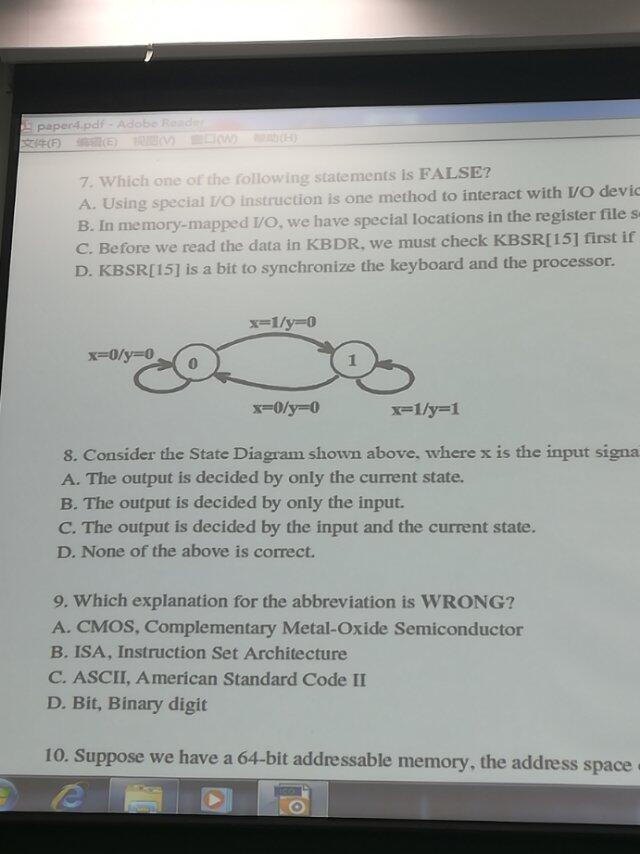 paper4.pdf - Adobe Reader
文件(F) 编辑(E) 视图(V) 窗口(W) 帮助(H)
7. Which one of the following statements is FALSE?
A. Using special I/O instruction is one method to interact with I/O devic
B. In memory-mapped I/O, we have special locations in the register file s
C. Before we read the data in KBDR, we must check KBSR[15] first if
D. KBSR[15] is a bit to synchronize the keyboard and the processor.
x=1/y=0
x=0/y=0
0
1
x=0/y=0
x=1/y=1
8. Consider the State Diagram shown above, where x is the input signa
A. The output is decided by only the current state.
B. The output is decided by only the input.
C. The output is decided by the input and the current state.
D. None of the above is correct.
9. Which explanation for the abbreviation is WRONG?
A. CMOS, Complementary Metal-Oxide Semiconductor
B. ISA, Instruction Set Architecture
C. ASCII, American Standard Code II
D. Bit, Binary digit
10. Suppose we have a 64-bit addressable memory, the address space